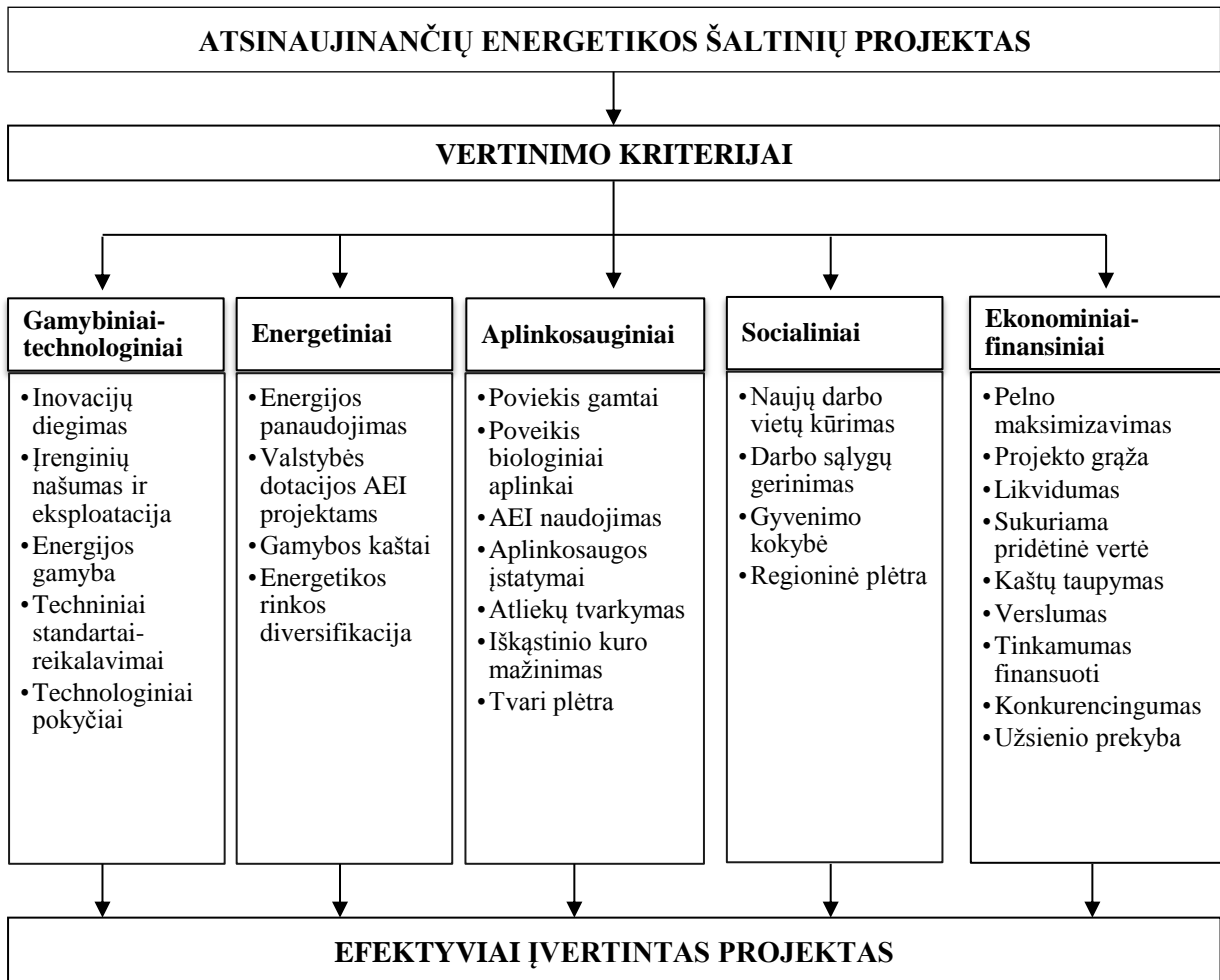 ATSINAUJINANČIŲ ENERGETIKOS ŠALTINIŲ PROJEKTAS
VERTINIMO KRITERIJAI
Gamybiniai-
technologiniai
• Inovacijų
diegimas
• Įrenginių
našumas ir
eksploatacija
• Energijos
gamyba
• Techniniai
standartai-
reikalavimai
• Technologiniai
pokyčiai
Energetiniai
• Energijos
panaudojimas
• Valstybės
dotacijos AEI
projektams
• Gamybos kaštai
• Energetikos
rinkos
diversifikacija
Aplinkosauginiai
• Poviekis gamtai
• Poveikis
biologiniai
aplinkai
• AEI naudojimas
• Aplinkosaugos
įstatymai
• Atliekų tvarkymas
• Iškąstinio kuro
mažinimas
• Tvari plėtra
Socialiniai
• Naujų darbo
vietų kūrimas
• Darbo sąlygų
gerinimas
• Gyvenimo
kokybė
• Regioninė plėtra
Ekonominiai-
finansiniai
• Pelno
maksimizavimas
• Projekto grąža
• Likvidumas
• Sukuriama
pridėtinė vertė
• Kaštų taupymas
• Verslumas
• Tinkamumas
finansuoti
• Konkurencingumas
• Užsienio prekyba
EFEKTYVIAI ĮVERTINTAS PROJEKTAS